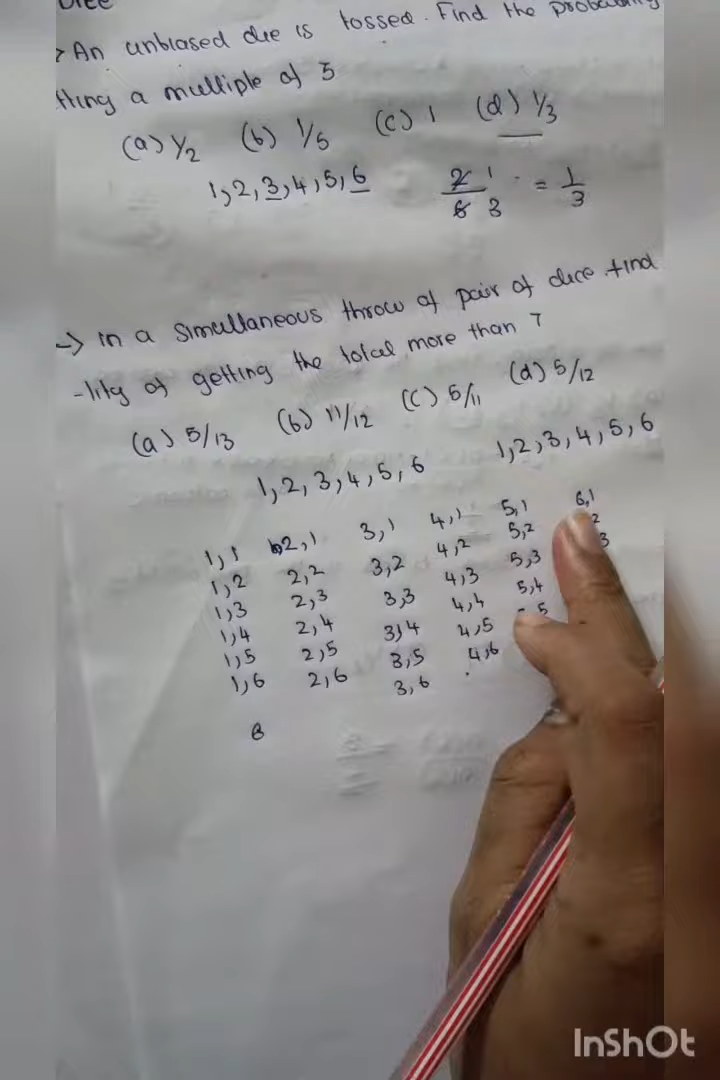 An unbiased die is tossed. Find the probability
tting a multiple of 3
(a) 1/2 (b) 1/5 (c) 1 (d) 1/3
1, 2, 3, 4, 5, 6 2 1 / 6 3 = 1/3
→ In a simultaneous throw of pair of dice find
-lity of getting the total more than 7
(a) 5/13 (b) 11/12 (c) 5/11 (d) 5/12
1, 2, 3, 4, 5, 6 1, 2, 3, 4, 5, 6
1,1 2,1 3,1 4,1 5,1 6,1
1,2 2,2 3,2 4,2 5,2 2
1,3 2,3 3,3 4,3 5,3 3
1,4 2,4 3,4 4,4 5,4
1,5 2,5 3,5 4,5 5
1,6 2,6 3,6 4,6
InShOt